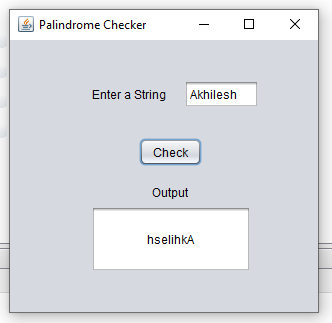 Palindrome Checker
Enter a String
Akhilesh
Check
Output
hselihkA